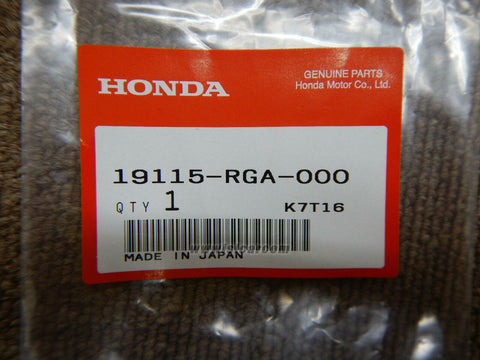 HONDA
GENUINE PARTS
Honda Motor Co., Ltd.
19115-RGA-000
QTY 1 K7T16
MADE IN JAPAN